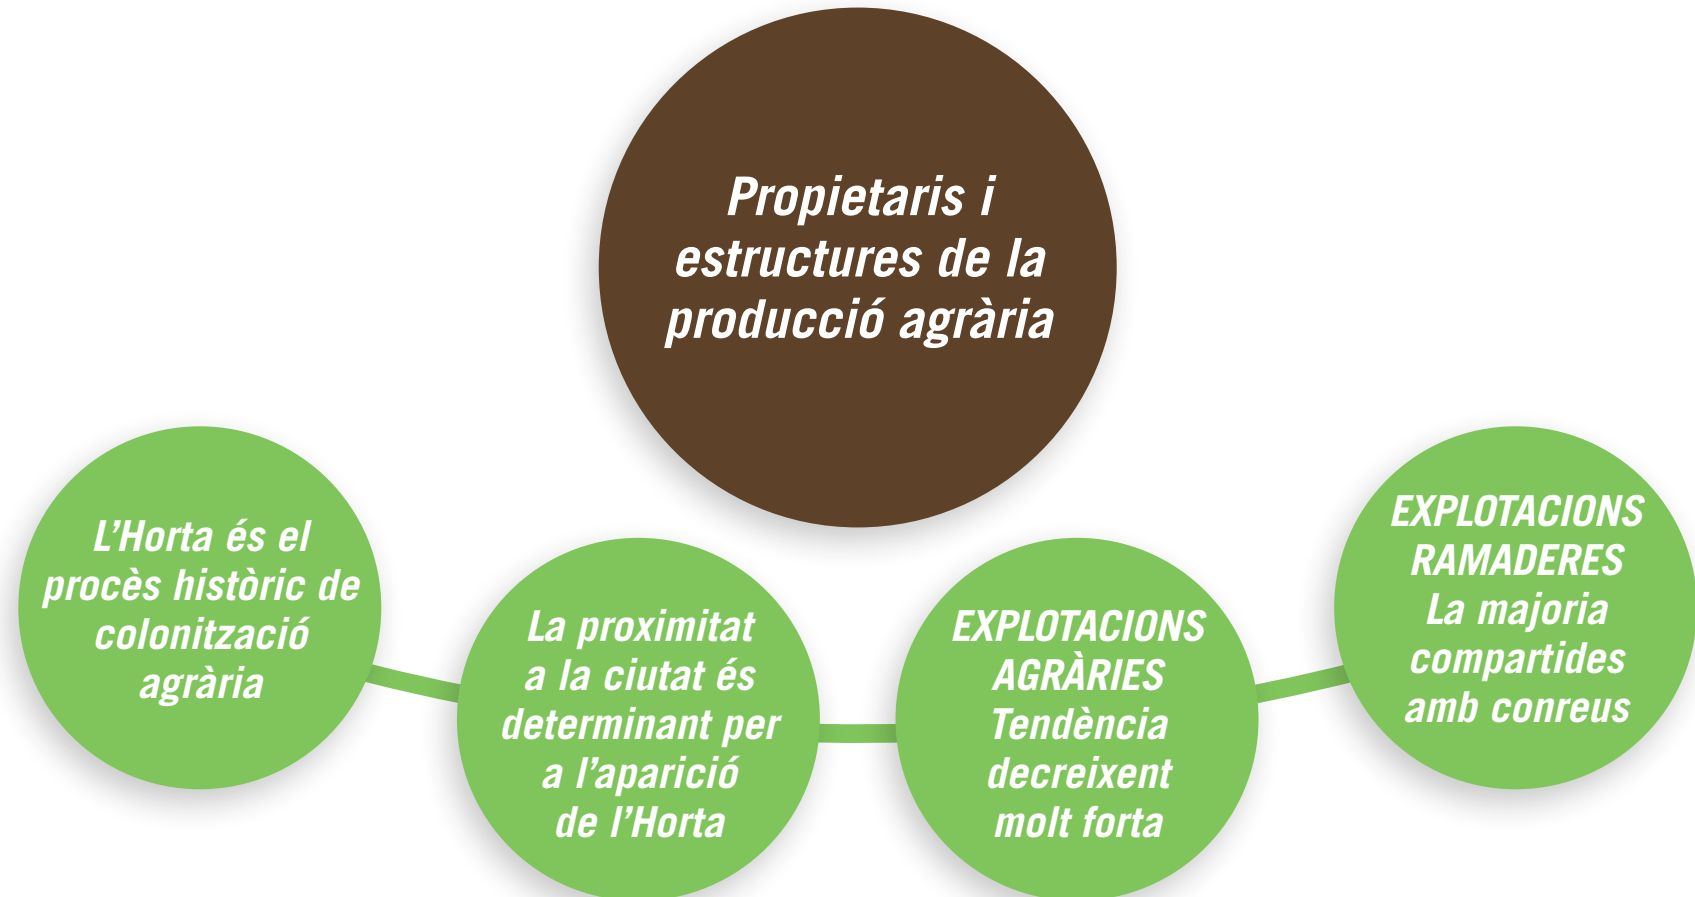 Propietaris i
estructures de la
producció agrària
L’Horta és el
procès històric de
colonització
agrària
La proximitat
a la ciutat és
determinant per
a l’aparició
de l’Horta
EXPLOTACIONS
AGRÀRIES
Tendència
decreixent
molt forta
EXPLOTACIONS
RAMADERES
La majoria
compartides
amb conreus